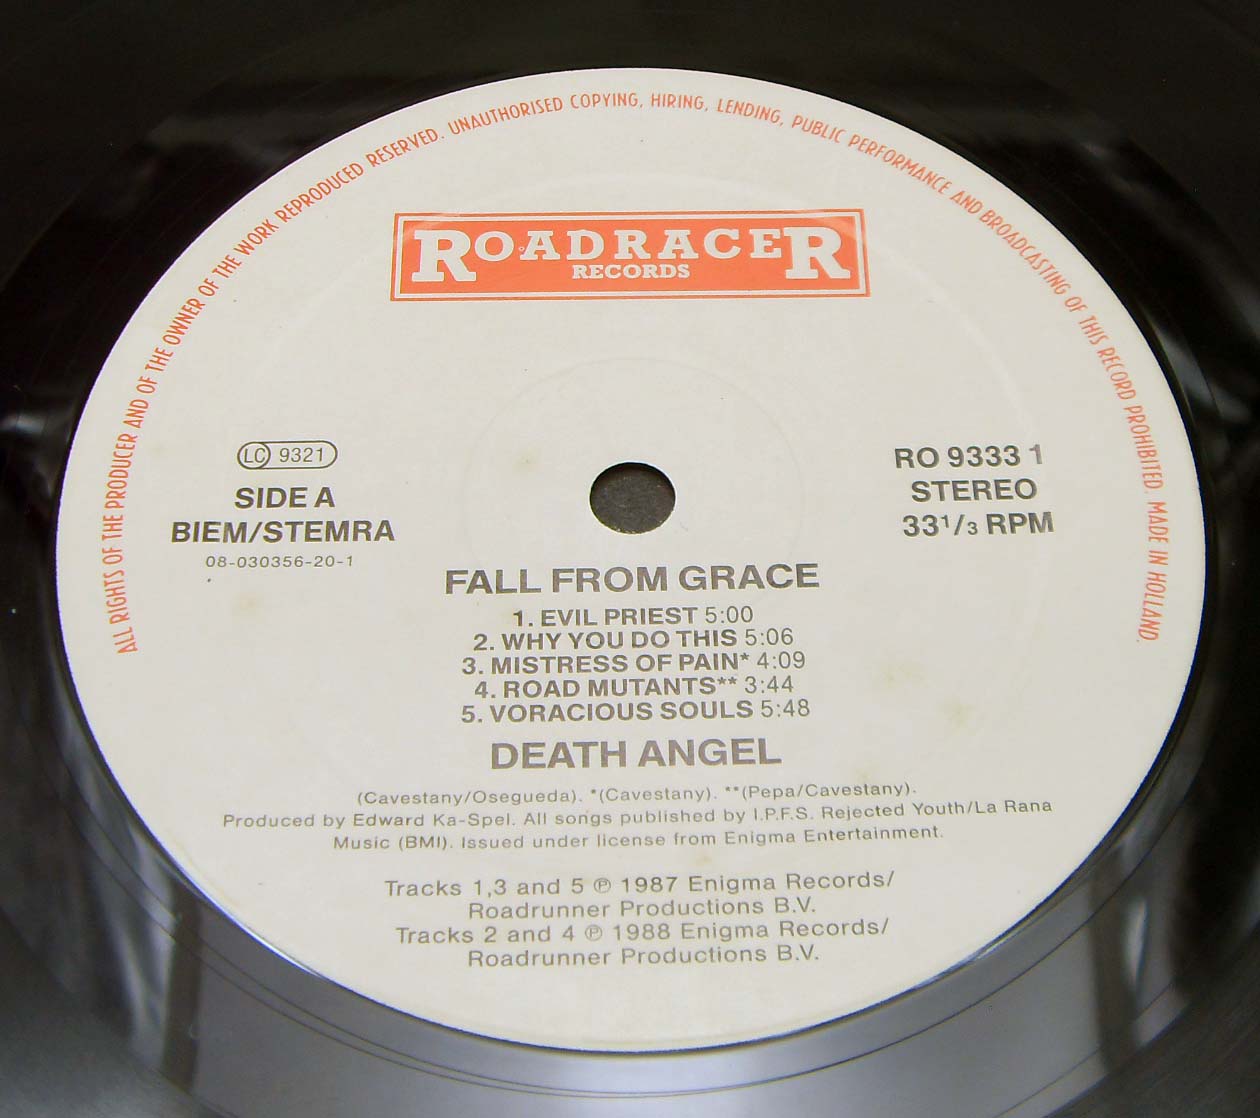 ALL RIGHTS OF THE PRODUCER AND OF THE OWNER OF THE WORK REPRODUCED RESERVED. UNAUTHORISED COPYING, HIRING, LENDING, PUBLIC PERFORMANCE AND BROADCASTING OF THIS RECORD PROHIBITED. MADE IN HOLLAND.
ROADRACER
RECORDS
LC 9321
SIDE A
BIEM/STEMRA
08-030356-20-1
RO 9333 1
STEREO
33 1/3 RPM
FALL FROM GRACE
1. EVIL PRIEST 5:00
2. WHY YOU DO THIS 5:06
3. MISTRESS OF PAIN* 4:09
4. ROAD MUTANTS** 3:44
5. VORACIOUS SOULS 5:48
DEATH ANGEL
(Cavestany/Osegueda). *(Cavestany). **(Pepa/Cavestany).
Produced by Edward Ka-Spel. All songs published by I.P.F.S. Rejected Youth/La Rana
Music (BMI). Issued under license from Enigma Entertainment.
Tracks 1,3 and 5 ℗ 1987 Enigma Records/
Roadrunner Productions B.V.
Tracks 2 and 4 ℗ 1988 Enigma Records/
Roadrunner Productions B.V.